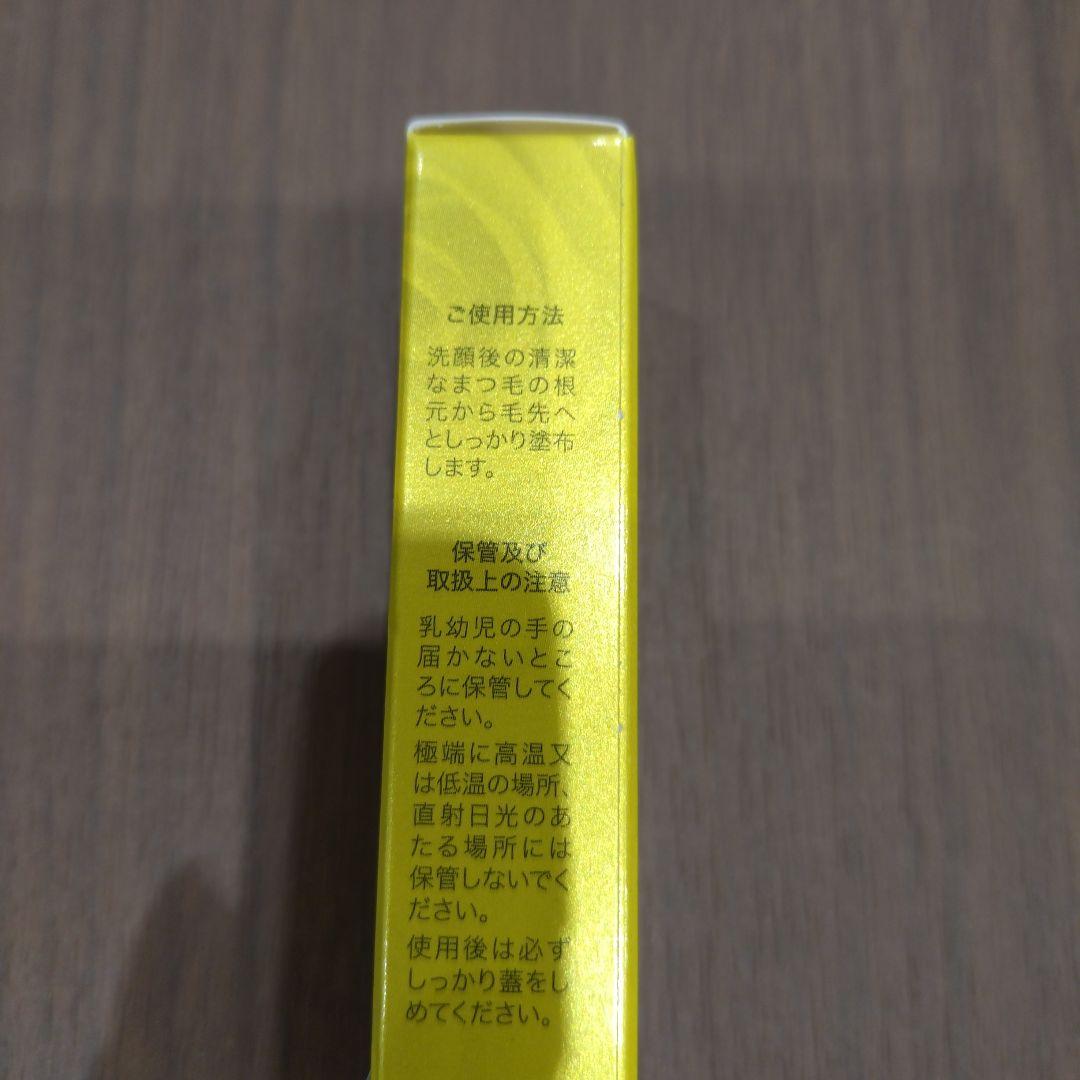 ご使用方法
洗顔後の清潔
なまつ毛の根
元から毛先へ
としっかり塗布
します。
保管及び
取扱上の注意
乳幼児の手の
届かないとこ
ろに保管してく
ださい。
極端に高温又
は低温の場所、
直射日光のあ
たる場所には
保管しないでく
ださい。
使用後は必ず
しっかり蓋をし
めてください。